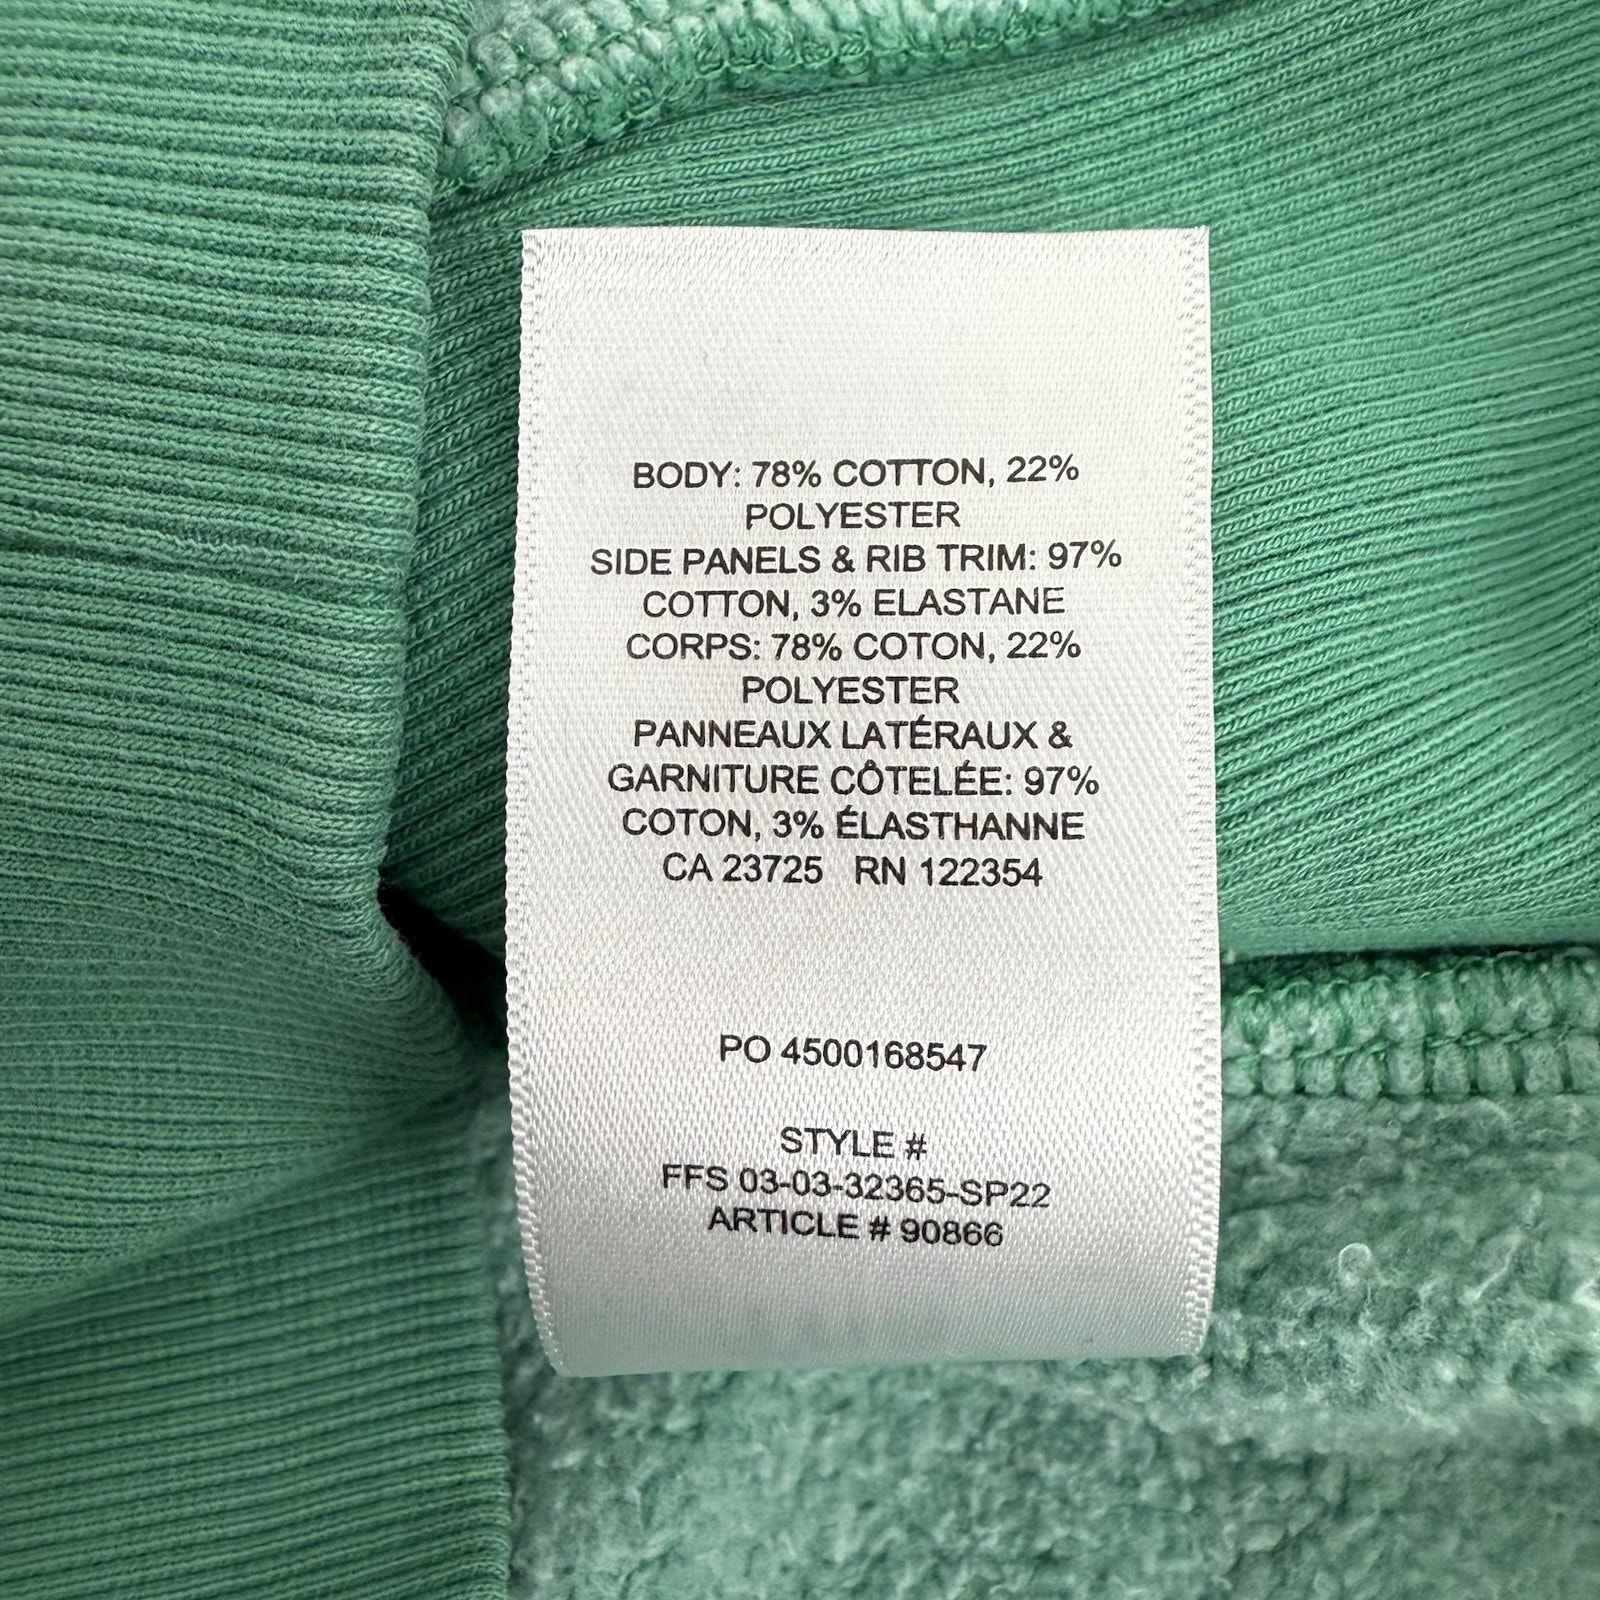 BODY: 78% COTTON, 22%
POLYESTER
SIDE PANELS & RIB TRIM: 97%
COTTON, 3% ELASTANE
CORPS: 78% COTON, 22%
POLYESTER
PANNEAUX LATÉRAUX &
GARNITURE CÔTELÉE: 97%
COTON, 3% ÉLASTHANNE
CA 23725 RN 122354
PO 4500168547
STYLE #
FFS 03-03-32365-SP22
ARTICLE # 90866